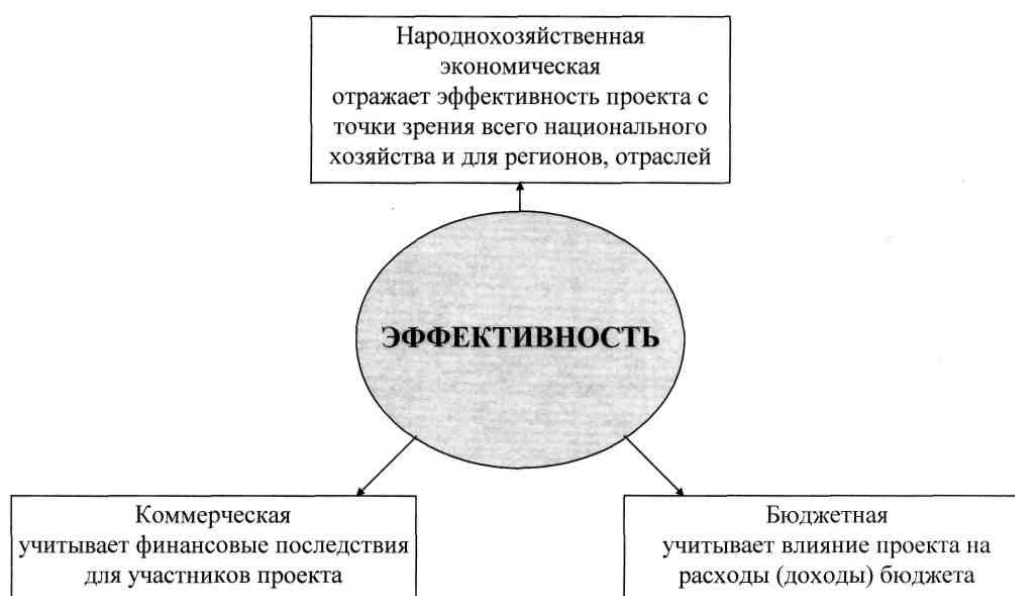 Народнохозяйственная
экономическая
отражает эффективность проекта с
точки зрения всего национального
хозяйства и для регионов, отраслей
ЭФФЕКТИВНОСТЬ
Коммерческая
учитывает финансовые последствия
для участников проекта
Бюджетная
учитывает влияние проекта на
расходы (доходы) бюджета